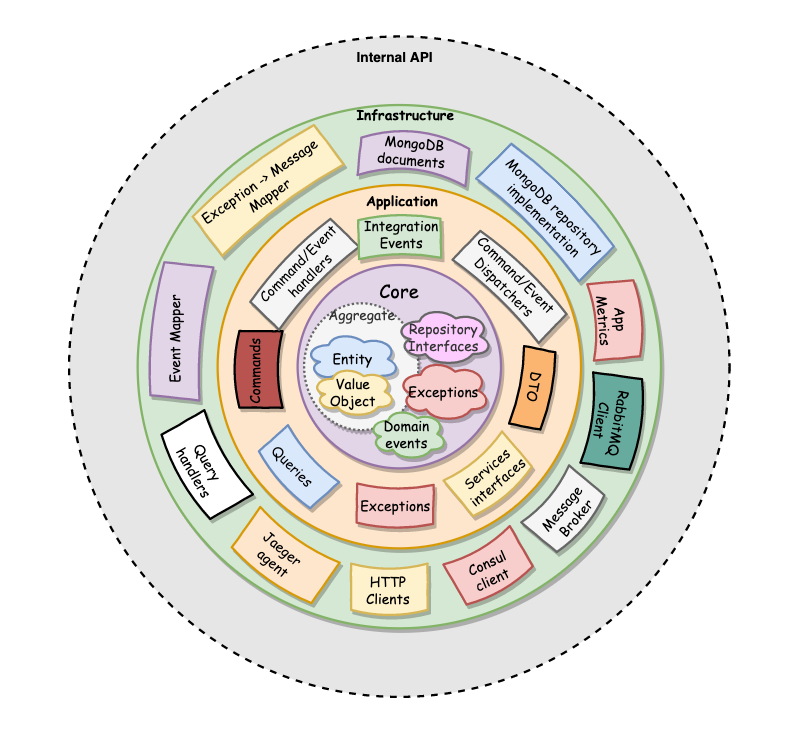 Internal API
Infrastructure
MongoDB
documents
Exception -> Message
Mapper
MongoDB repository
implementation
Application
Integration
Events
Command/Event
handlers
Command/Event
Dispatchers
Event Mapper
App
Metrics
Core
Aggregate
Repository
Interfaces
Entity
Value
Object
Exceptions
Domain
events
Commands
DTO
RabbitMQ
Client
Query
handlers
Queries
Services
interfaces
Exceptions
Message
Broker
Jaeger
agent
HTTP
Clients
Consul
client